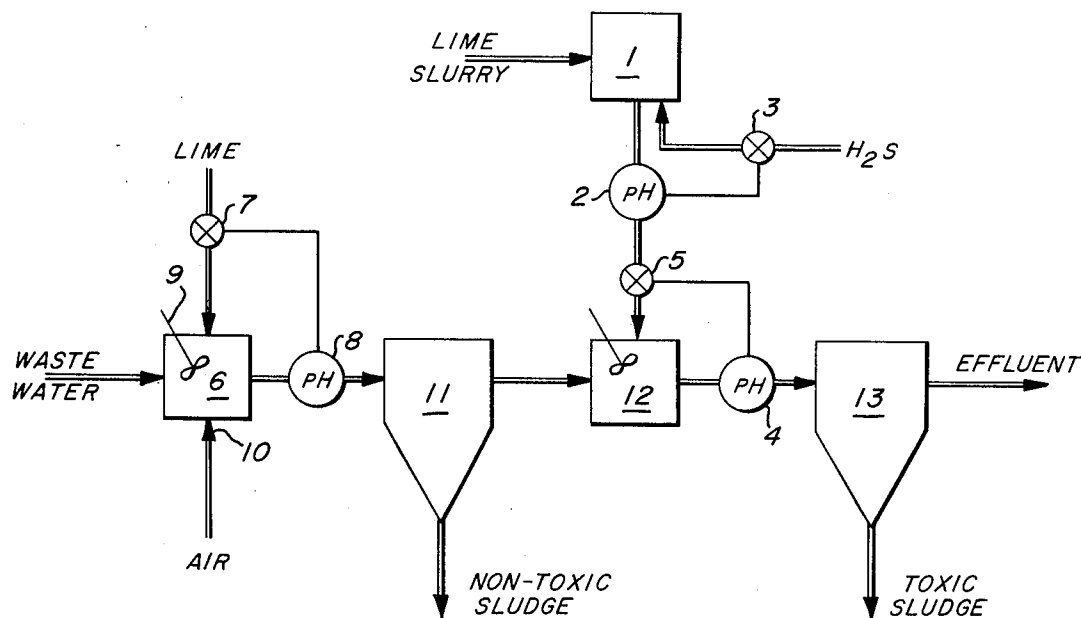 LIME
SLURRY
1
3
H2S
2
PH
LIME
7
5
9
8
WASTE
WATER
6
PH
11
12
PH
4
13
EFFLUENT
10
AIR
NON-TOXIC
SLUDGE
TOXIC
SLUDGE